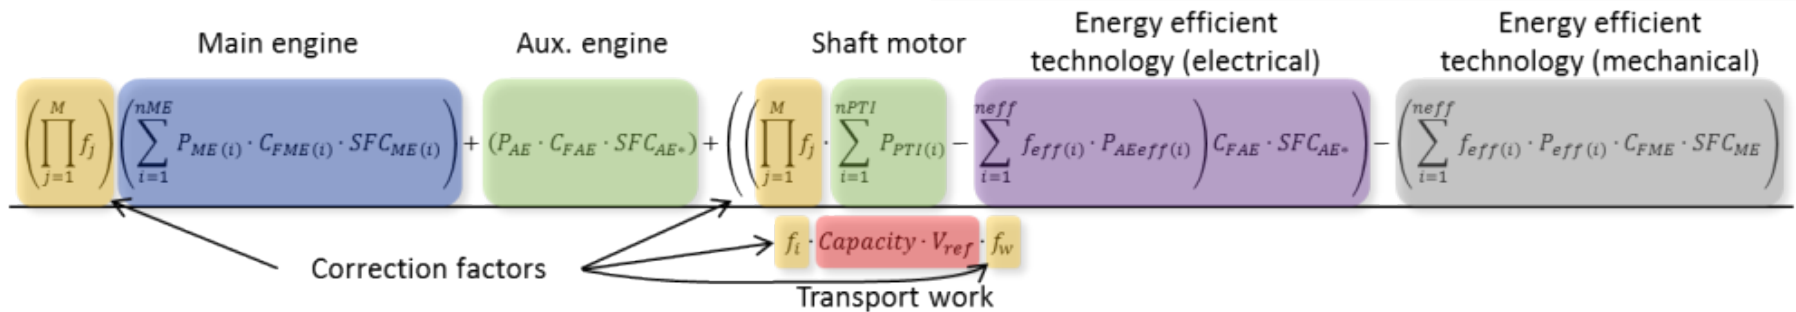 Main engine
Aux. engine
Shaft motor
Energy efficient
technology (electrical)
Energy efficient
technology (mechanical)
(∏_{j=1}^{M} f_j) (∑_{i=1}^{nME} P_{ME(i)} · C_{FME(i)} · SFC_{ME(i)}) + (P_{AE} · C_{FAE} · SFC_{AE*}) + ((∏_{j=1}^{M} f_j · ∑_{i=1}^{nPTI} P_{PTI(i)} − ∑_{i=1}^{neff} f_{eff(i)} · P_{AEeff(i)}) C_{FAE} · SFC_{AE*}) − (∑_{i=1}^{neff} f_{eff(i)} · P_{eff(i)} · C_{FME} · SFC_{ME})
f_i · Capacity · V_{ref} · f_w
Correction factors
Transport work